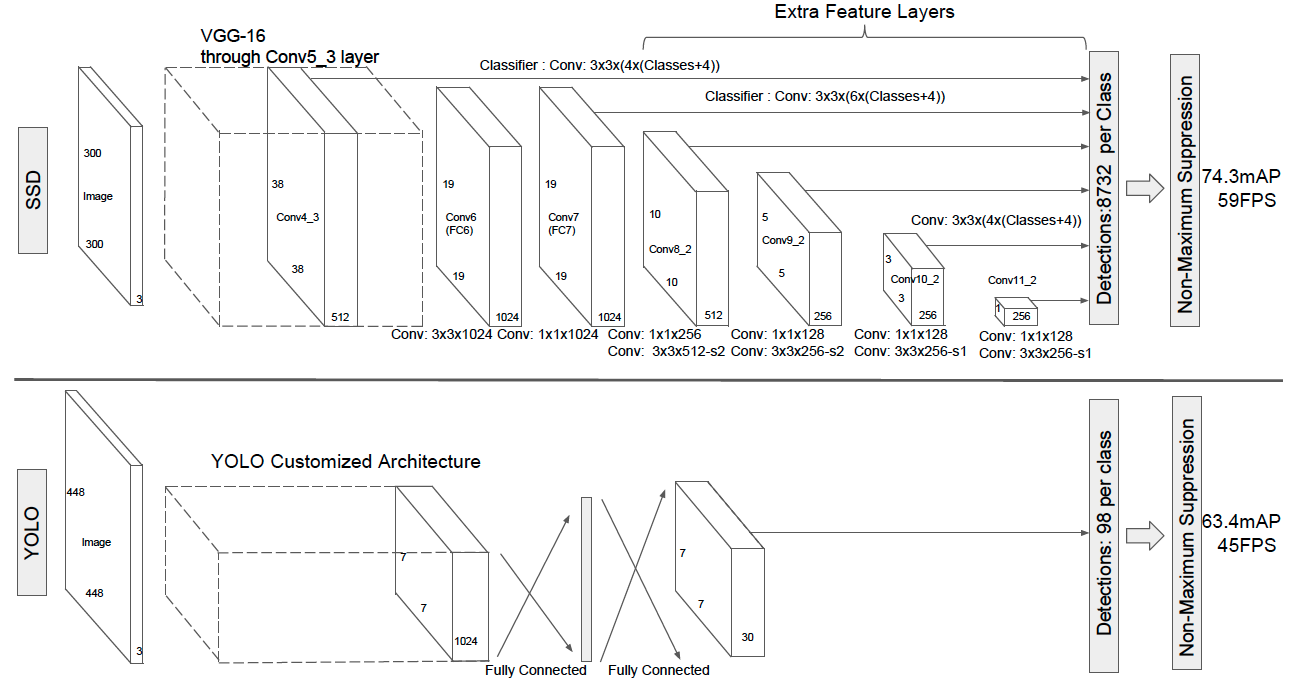 Extra Feature Layers
VGG-16
through Conv5_3 layer
Classifier : Conv: 3x3x(4x(Classes+4))
Classifier : Conv: 3x3x(6x(Classes+4))
SSD
300
Image
300
3
38
Conv4_3
38
512
19
Conv6
(FC6)
19
1024
19
Conv7
(FC7)
19
1024
10
Conv8_2
10
512
5
Conv9_2
5
256
Conv: 3x3x(4x(Classes+4))
3
Conv10_2
3
256
Conv11_2
1
256
Conv: 3x3x1024
Conv: 1x1x1024
Conv: 1x1x256
Conv: 3x3x512-s2
Conv: 1x1x128
Conv: 3x3x256-s2
Conv: 1x1x128
Conv: 3x3x256-s1
Conv: 1x1x128
Conv: 3x3x256-s1
Detections:8732 per Class
Non-Maximum Suppression
74.3mAP
59FPS
YOLO
448
Image
448
3
YOLO Customized Architecture
7
7
1024
Fully Connected
Fully Connected
7
7
30
Detections: 98 per class
Non-Maximum Suppression
63.4mAP
45FPS